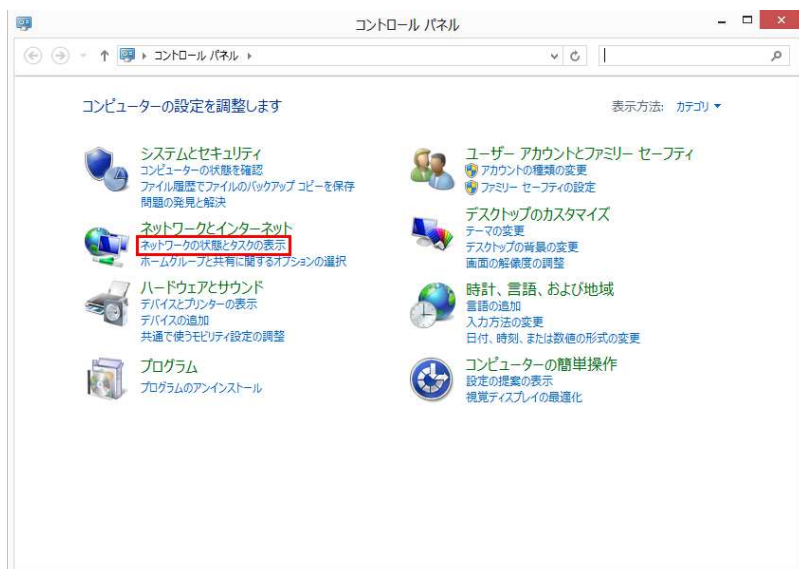 コントロール パネル
コントロール パネル
コンピューターの設定を調整します
表示方法: カテゴリ
システムとセキュリティ
コンピューターの状態を確認
ファイル履歴でファイルのバックアップ コピーを保存
問題の発見と解決
ネットワークとインターネット
ネットワークの状態とタスクの表示
ホームグループと共有に関するオプションの選択
ハードウェアとサウンド
デバイスとプリンターの表示
デバイスの追加
共通で使うモビリティ設定の調整
プログラム
プログラムのアンインストール
ユーザー アカウントとファミリー セーフティ
アカウントの種類の変更
ファミリー セーフティの設定
デスクトップのカスタマイズ
テーマの変更
デスクトップの背景の変更
画面の解像度の調整
時計、言語、および地域
言語の追加
入力方法の変更
日付、時刻、または数値の形式の変更
コンピューターの簡単操作
設定の提案の表示
視覚ディスプレイの最適化